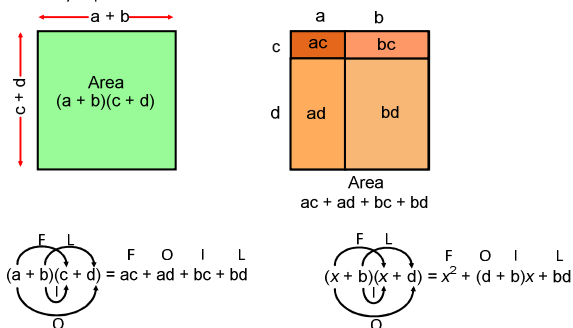 a + b
c + d
Area
(a + b)(c + d)
a b
c
ac bc
d
ad bd
Area
ac + ad + bc + bd
F L
F O I L
(a + b)(c + d) = ac + ad + bc + bd
I
O
F L
F O I L
(x + b)(x + d) = x² + (d + b)x + bd
I
O